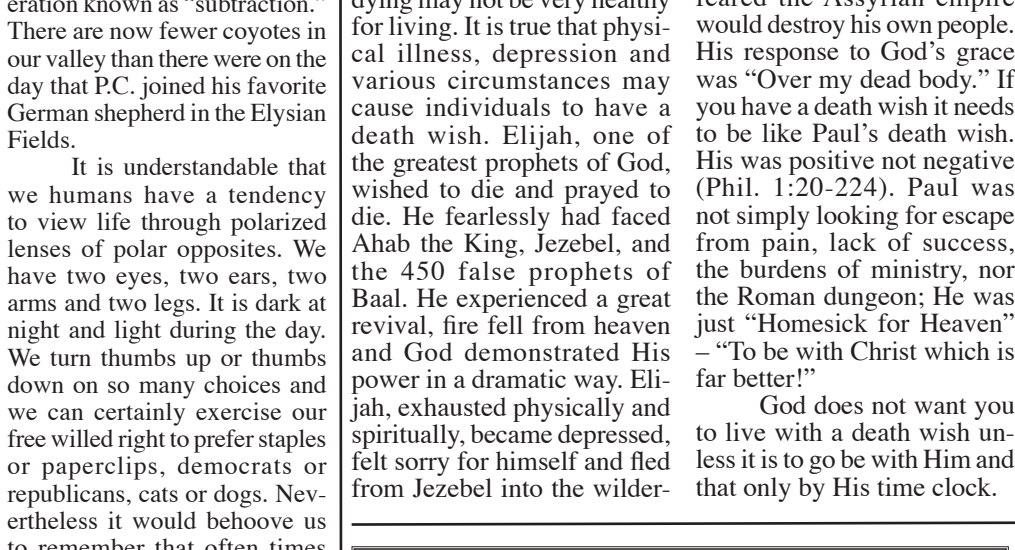 eration known as “subtraction.”
There are now fewer coyotes in
our valley than there were on the
day that P.C. joined his favorite
German shepherd in the Elysian
Fields.
It is understandable that
we humans have a tendency
to view life through polarized
lenses of polar opposites. We
have two eyes, two ears, two
arms and two legs. It is dark at
night and light during the day.
We turn thumbs up or thumbs
down on so many choices and
we can certainly exercise our
free willed right to prefer staples
or paperclips, democrats or
republicans, cats or dogs. Nev-
ertheless it would behoove us
to remember that often times
dying may not be very healthy
for living. It is true that physi-
cal illness, depression and
various circumstances may
cause individuals to have a
death wish. Elijah, one of
the greatest prophets of God,
wished to die and prayed to
die. He fearlessly had faced
Ahab the King, Jezebel, and
the 450 false prophets of
Baal. He experienced a great
revival, fire fell from heaven
and God demonstrated His
power in a dramatic way. Eli-
jah, exhausted physically and
spiritually, became depressed,
felt sorry for himself and fled
from Jezebel into the wilder-
feared the Assyrian empire
would destroy his own people.
His response to God’s grace
was “Over my dead body.” If
you have a death wish it needs
to be like Paul’s death wish.
His was positive not negative
(Phil. 1:20-224). Paul was
not simply looking for escape
from pain, lack of success,
the burdens of ministry, nor
the Roman dungeon; He was
just “Homesick for Heaven”
– “To be with Christ which is
far better!”
God does not want you
to live with a death wish un-
less it is to go be with Him and
that only by His time clock.